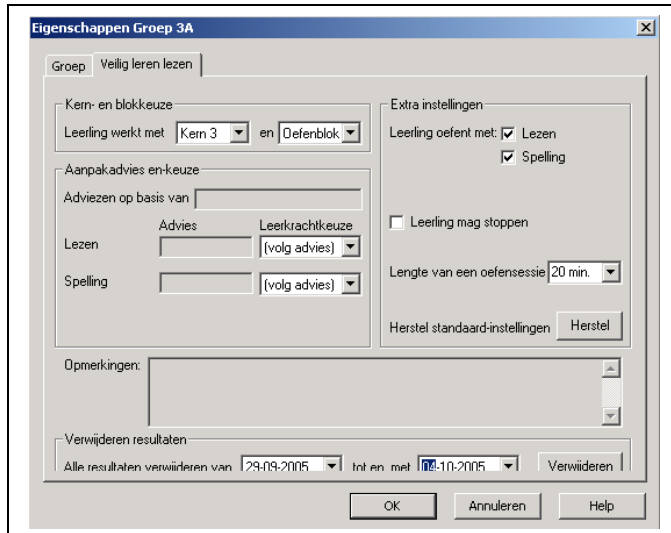 Eigenschappen Groep 3A
Groep
Veilig leren lezen
Kern- en blokkeuze
Leerling werkt met Kern 3 en Oefenblok
Aanpakadvies en-keuze
Adviezen op basis van
Advies Leerkrachtkeuze
Lezen (volg advies)
Spelling (volg advies)
Extra instellingen
Leerling oefent met: Lezen
Spelling
Leerling mag stoppen
Lengte van een oefensessie 20 min.
Herstel standaard-instellingen Herstel
Opmerkingen:
Verwijderen resultaten
Alle resultaten verwijderen van 29-09-2005 tot en met 04-10-2005 Verwijderen
OK Annuleren Help